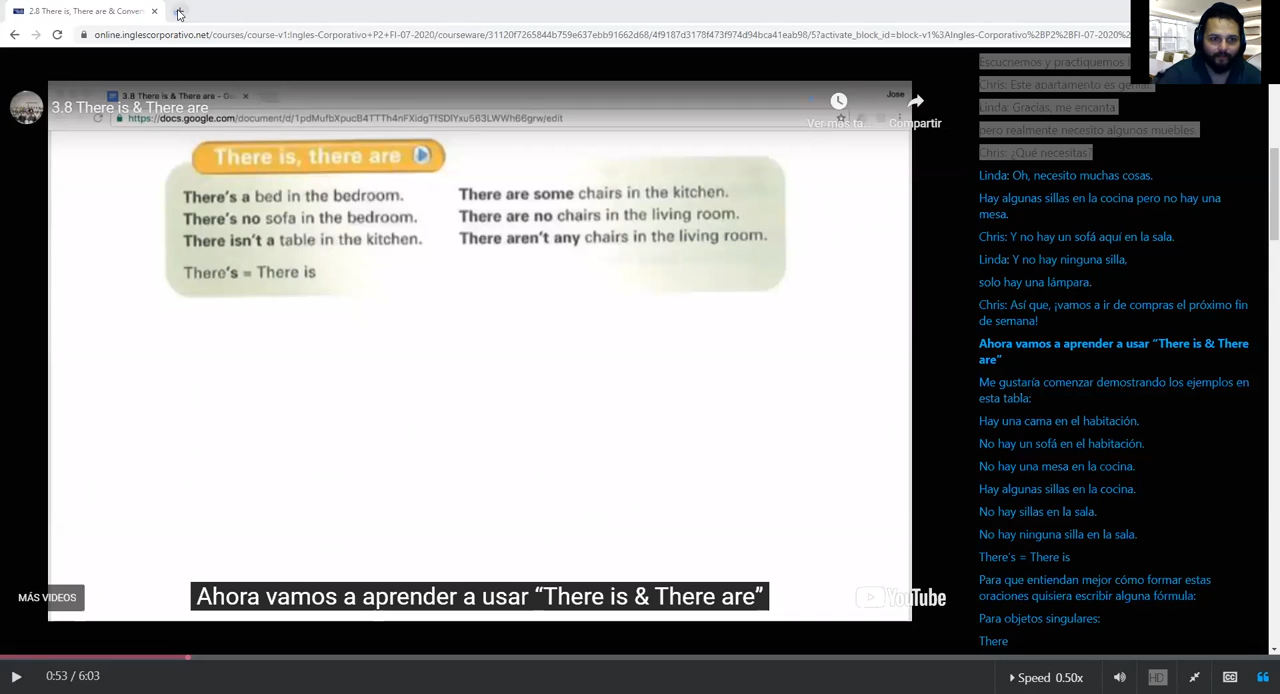 2.8 There is, There are & Conver
online.inglescorporativo.net/courses/course-v1:Ingles-Corporativo+P2+FI-07-2020/courseware/31120f7265844b759e637ebb91662d68/4f9187d3178f473f974d94bca41eab98/5?activate_block_id=block-v1%3AIngles-Corporativo%2BP2%2BFI-07-2020%
3.8 There is & There are - Go
Jose
3.8 There is & There are
https://docs.google.com/document/d/1pdMufbXpucB4TTTh4nFXidgTfSDIYxu563LWWh66grw/edit
Ver más ta...
Compartir
There is, there are
There's a bed in the bedroom.
There's no sofa in the bedroom.
There isn't a table in the kitchen.
There's = There is
There are some chairs in the kitchen.
There are no chairs in the living room.
There aren't any chairs in the living room.
MÁS VIDEOS
Ahora vamos a aprender a usar “There is & There are”
YouTube
Escuchemos y practiquemos
Chris: Este apartamento es genial.
Linda: Gracias, me encanta
pero realmente necesito algunos muebles.
Chris: ¿Qué necesitas?
Linda: Oh, necesito muchas cosas.
Hay algunas sillas en la cocina pero no hay una
mesa.
Chris: Y no hay un sofá aquí en la sala.
Linda: Y no hay ninguna silla,
solo hay una lámpara.
Chris: Así que, ¡vamos a ir de compras el próximo fin
de semana!
Ahora vamos a aprender a usar “There is & There
are”
Me gustaría comenzar demostrando los ejemplos en
esta tabla:
Hay una cama en el habitación.
No hay un sofá en el habitación.
No hay una mesa en la cocina.
Hay algunas sillas en la cocina.
No hay sillas en la sala.
No hay ninguna silla en la sala.
There's = There is
Para que entiendan mejor cómo formar estas
oraciones quisiera escribir alguna fórmula:
Para objetos singulares:
There
0:53 / 6:03
Speed 0.50x
HD
CC